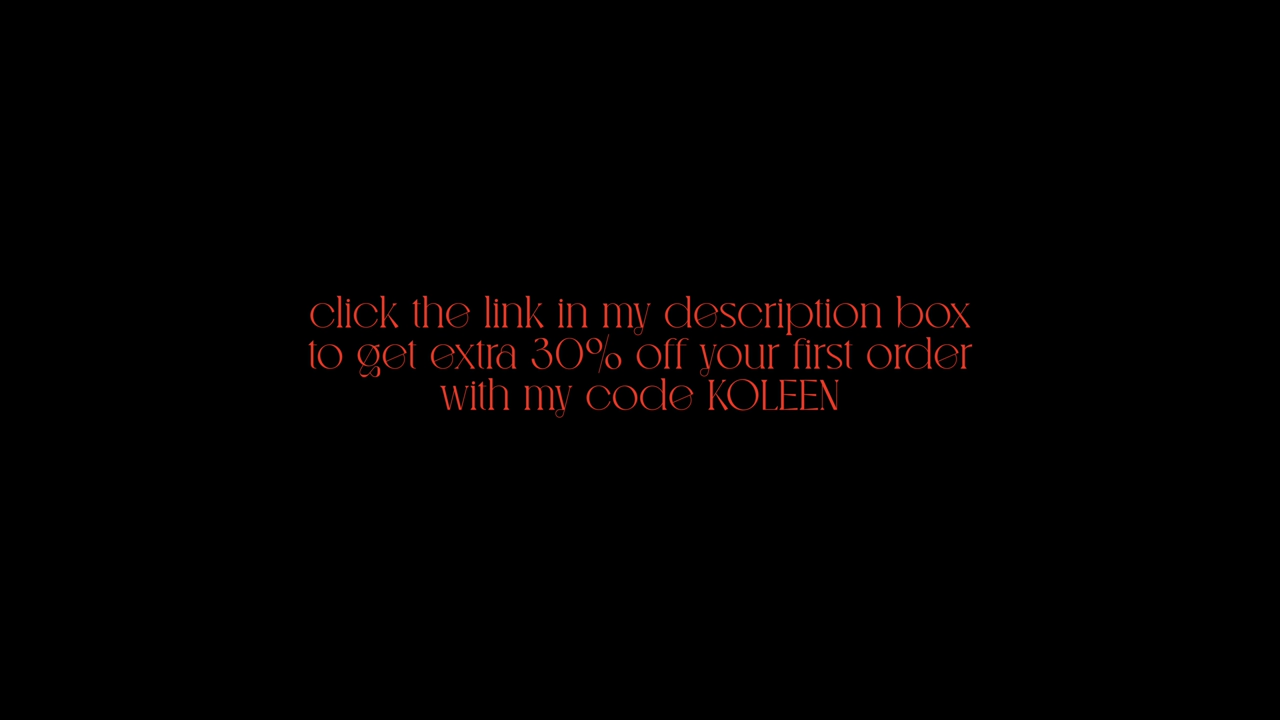 click the link in my description box
to get extra 30% off your first order
with my code KOLEEN